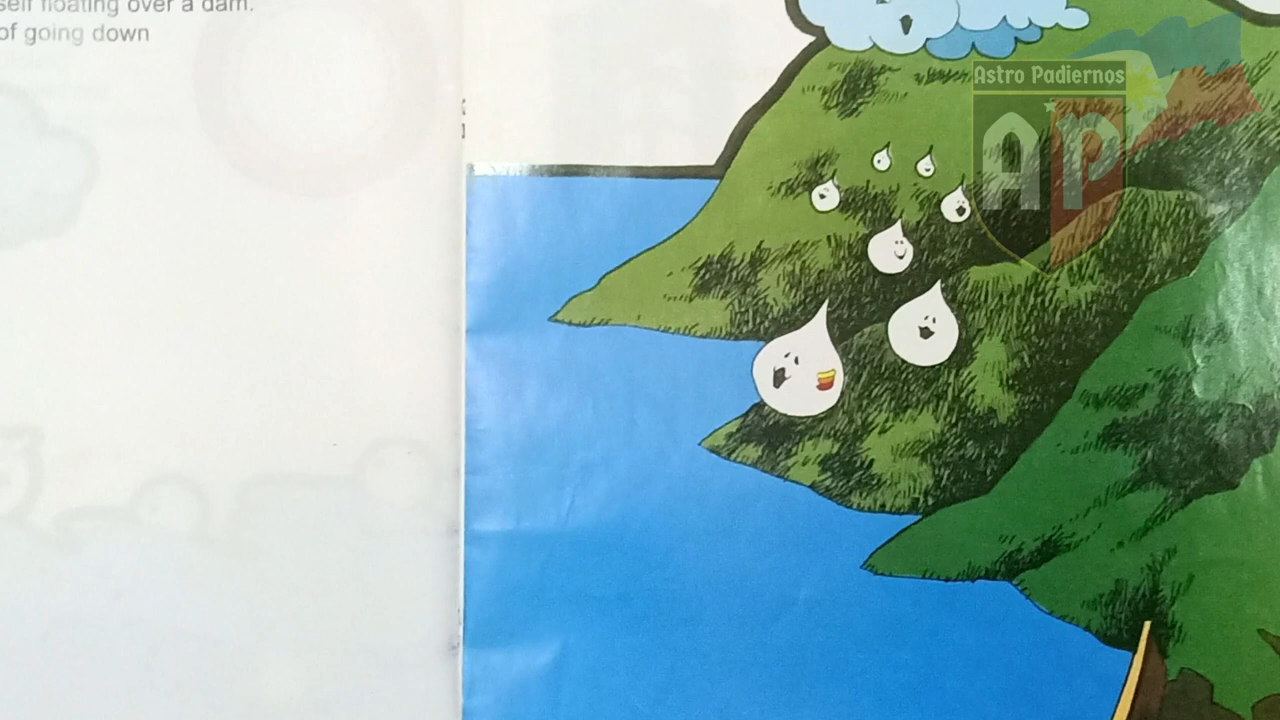 self floating over a dam.
of going down
Astro Padiernos
AP